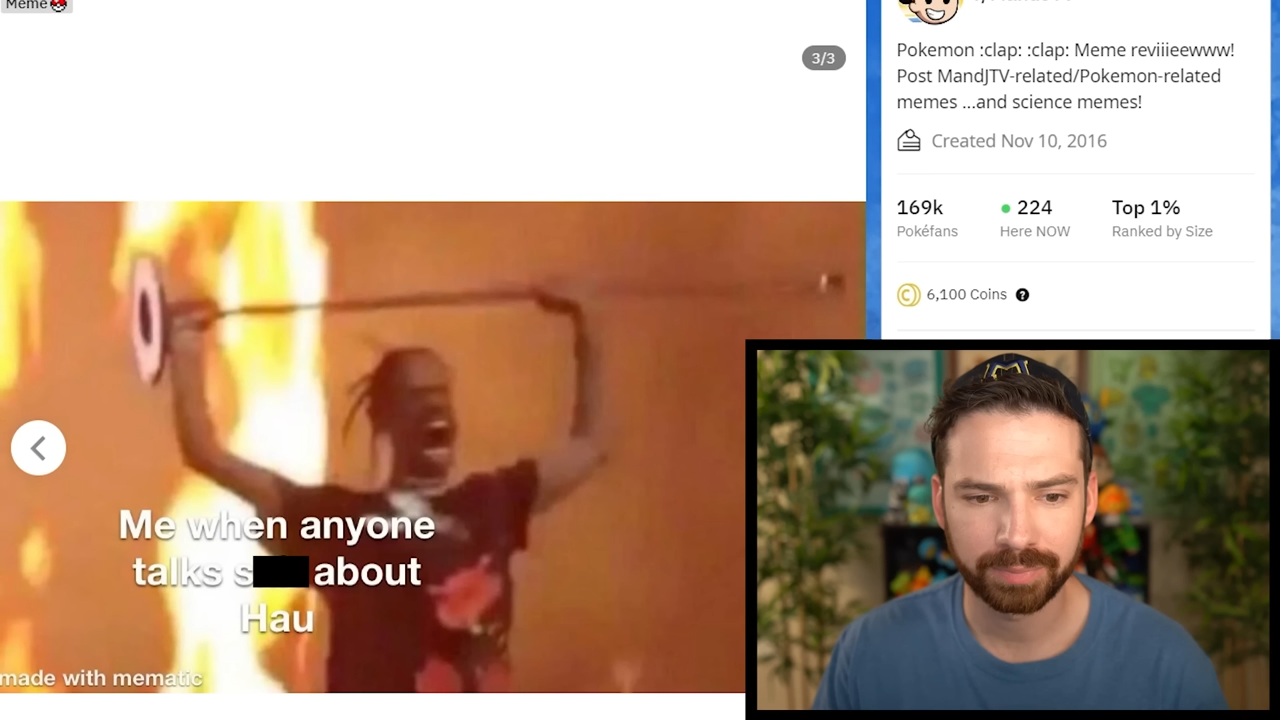 Meme
3/3
Pokemon :clap: :clap: Meme reviiieewww!
Post MandJTV-related/Pokemon-related
memes ...and science memes!
Created Nov 10, 2016
169k
224
Top 1%
Pokéfans
Here NOW
Ranked by Size
6,100 Coins
?
Me when anyone
talks s about
Hau
made with mematic
M